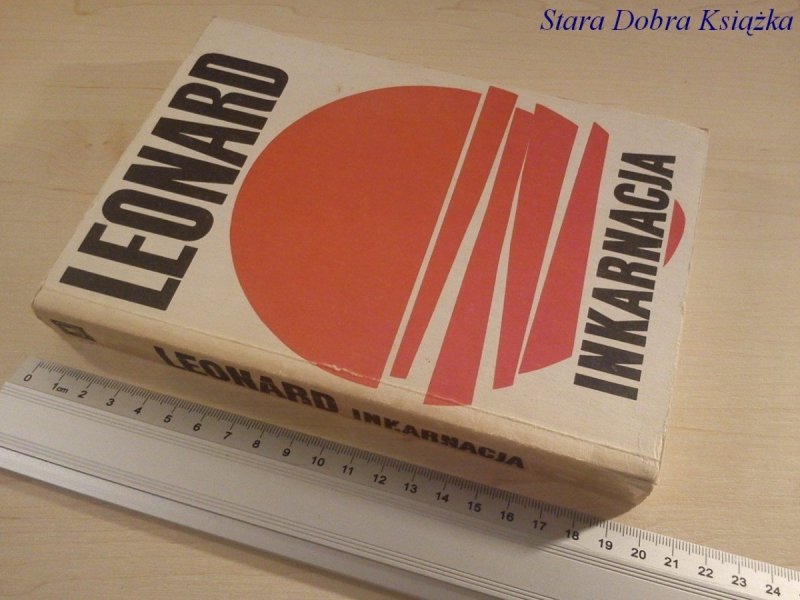 Stara Dobra Książka
LEONARD
INKARNACJA
LEONARD INKARNACJA
0 1cm 2 3 4 5 6 7 8 9 10 11 12 13 14 15 16 17 18 19 20 21 22 23 24